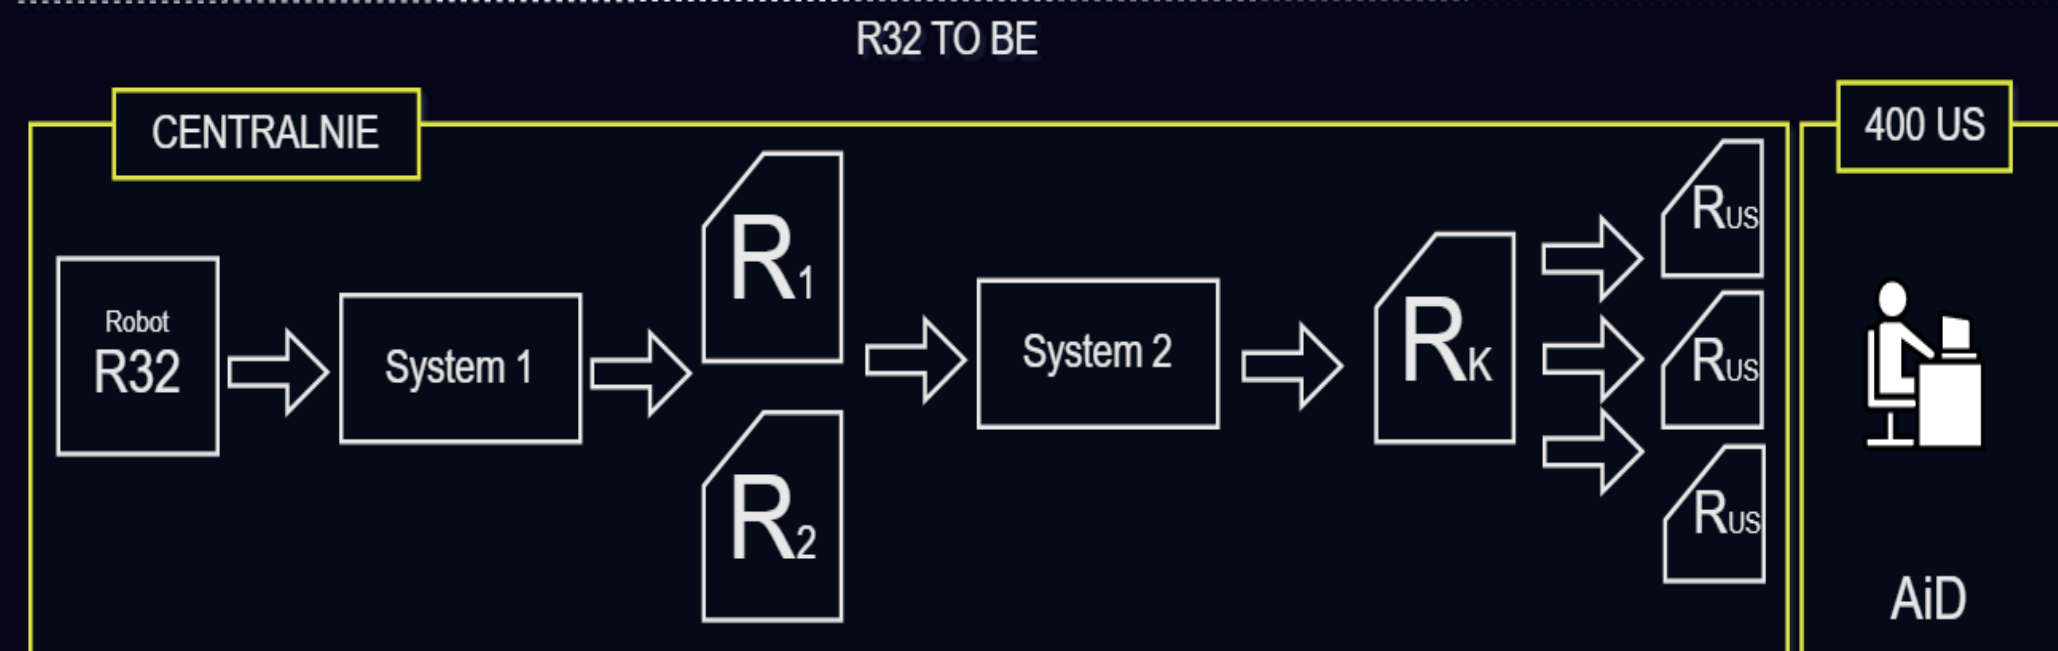 R32 TO BE
CENTRALNIE
400 US
Robot
R32
System 1
R1
R2
System 2
RK
RUS
RUS
RUS
AiD